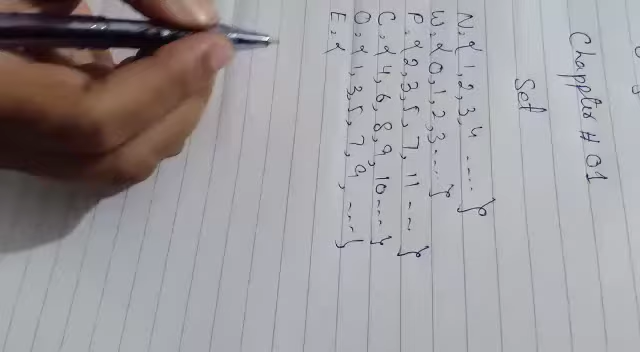 Chapter # 01
Set
N, { 1, 2, 3, 4 ..... }
W, { 0, 1, 2, 3 .... }
P, { 2, 3, 5, 7, 11 --- }
C, { 4, 6, 8, 9, 10 ---- }
O, { 1, 3, 5, 7, 9, ---- }
E, {